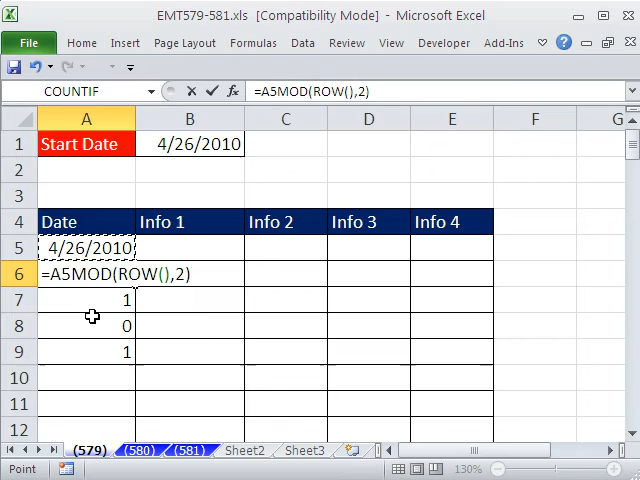 EMT579-581.xls [Compatibility Mode] - Microsoft Excel
File Home Insert Page Layout Formulas Data Review View Developer Add-Ins
COUNTIF fx =A5MOD(ROW(),2)
A B C D E F G
1 Start Date 4/26/2010
2
3
4 Date Info 1 Info 2 Info 3 Info 4
5 4/26/2010
6 =A5MOD(ROW(),2)
7 1
8 0
9 1
10
11
12
(579) (580) (581) Sheet2 Sheet3
Point 130%